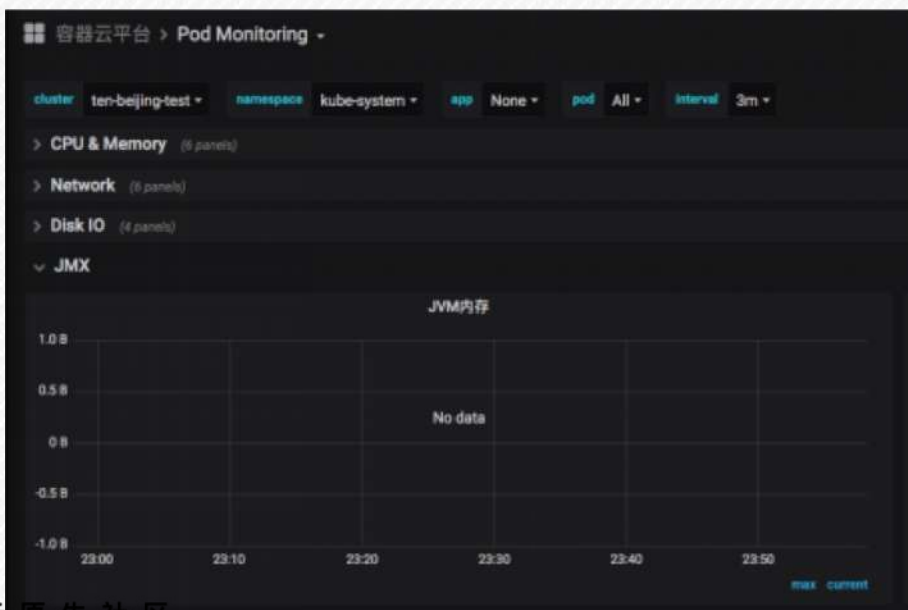 容器云平台 > Pod Monitoring
cluster ten-beijing-test namespace kube-system app None pod All interval 3m
> CPU & Memory (6 panels)
> Network (6 panels)
> Disk IO (4 panels)
JMX
JVM内存
1.0 B
0.5 B
No data
0 B
-0.5 B
-1.0 B
23:00 23:10 23:20 23:30 23:40 23:50
max current